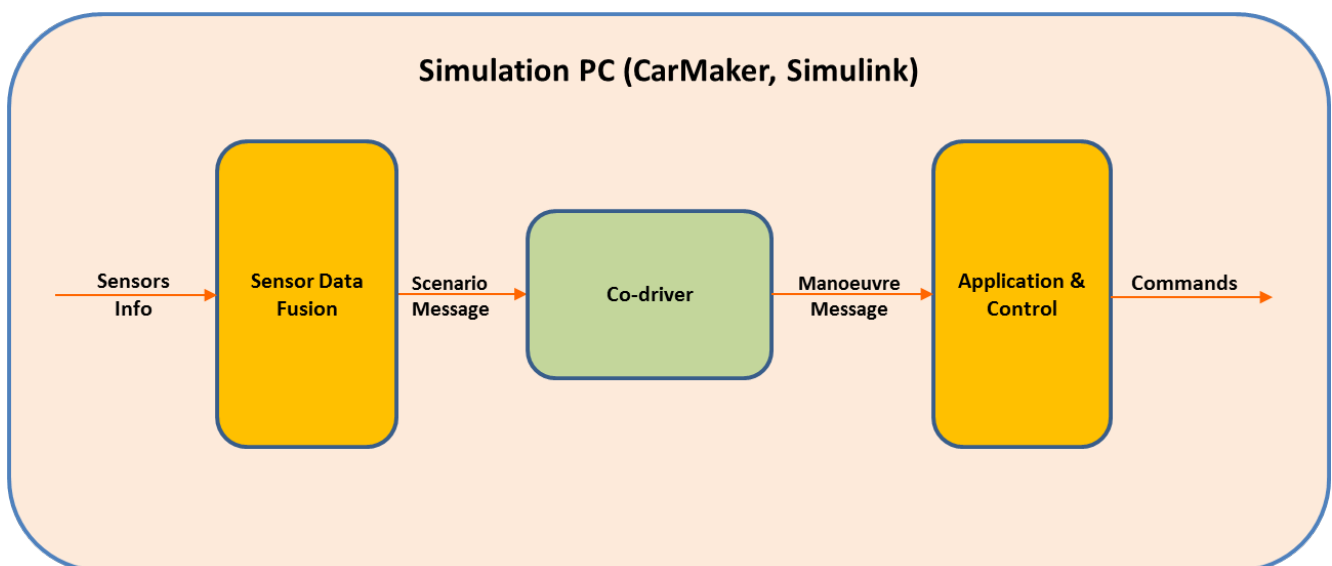 Simulation PC (CarMaker, Simulink)
Sensors
Info
Sensor Data
Fusion
Scenario
Message
Co-driver
Manoeuvre
Message
Application &
Control
Commands